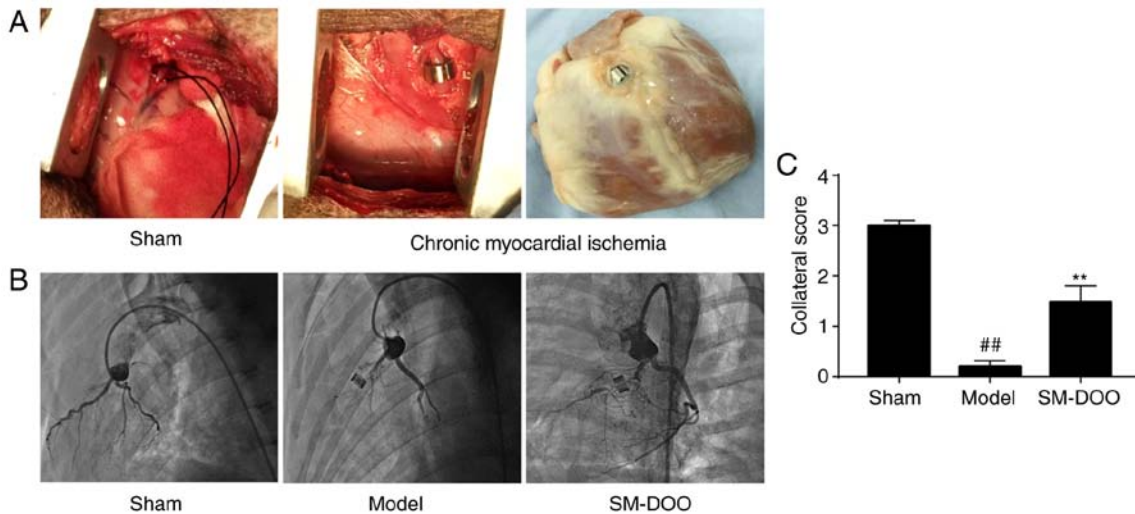 A
Sham
Chronic myocardial ischemia
B
Sham
Model
SM-DOO
C
Collateral score
4
3
2
1
0
##
**
Sham
Model
SM-DOO